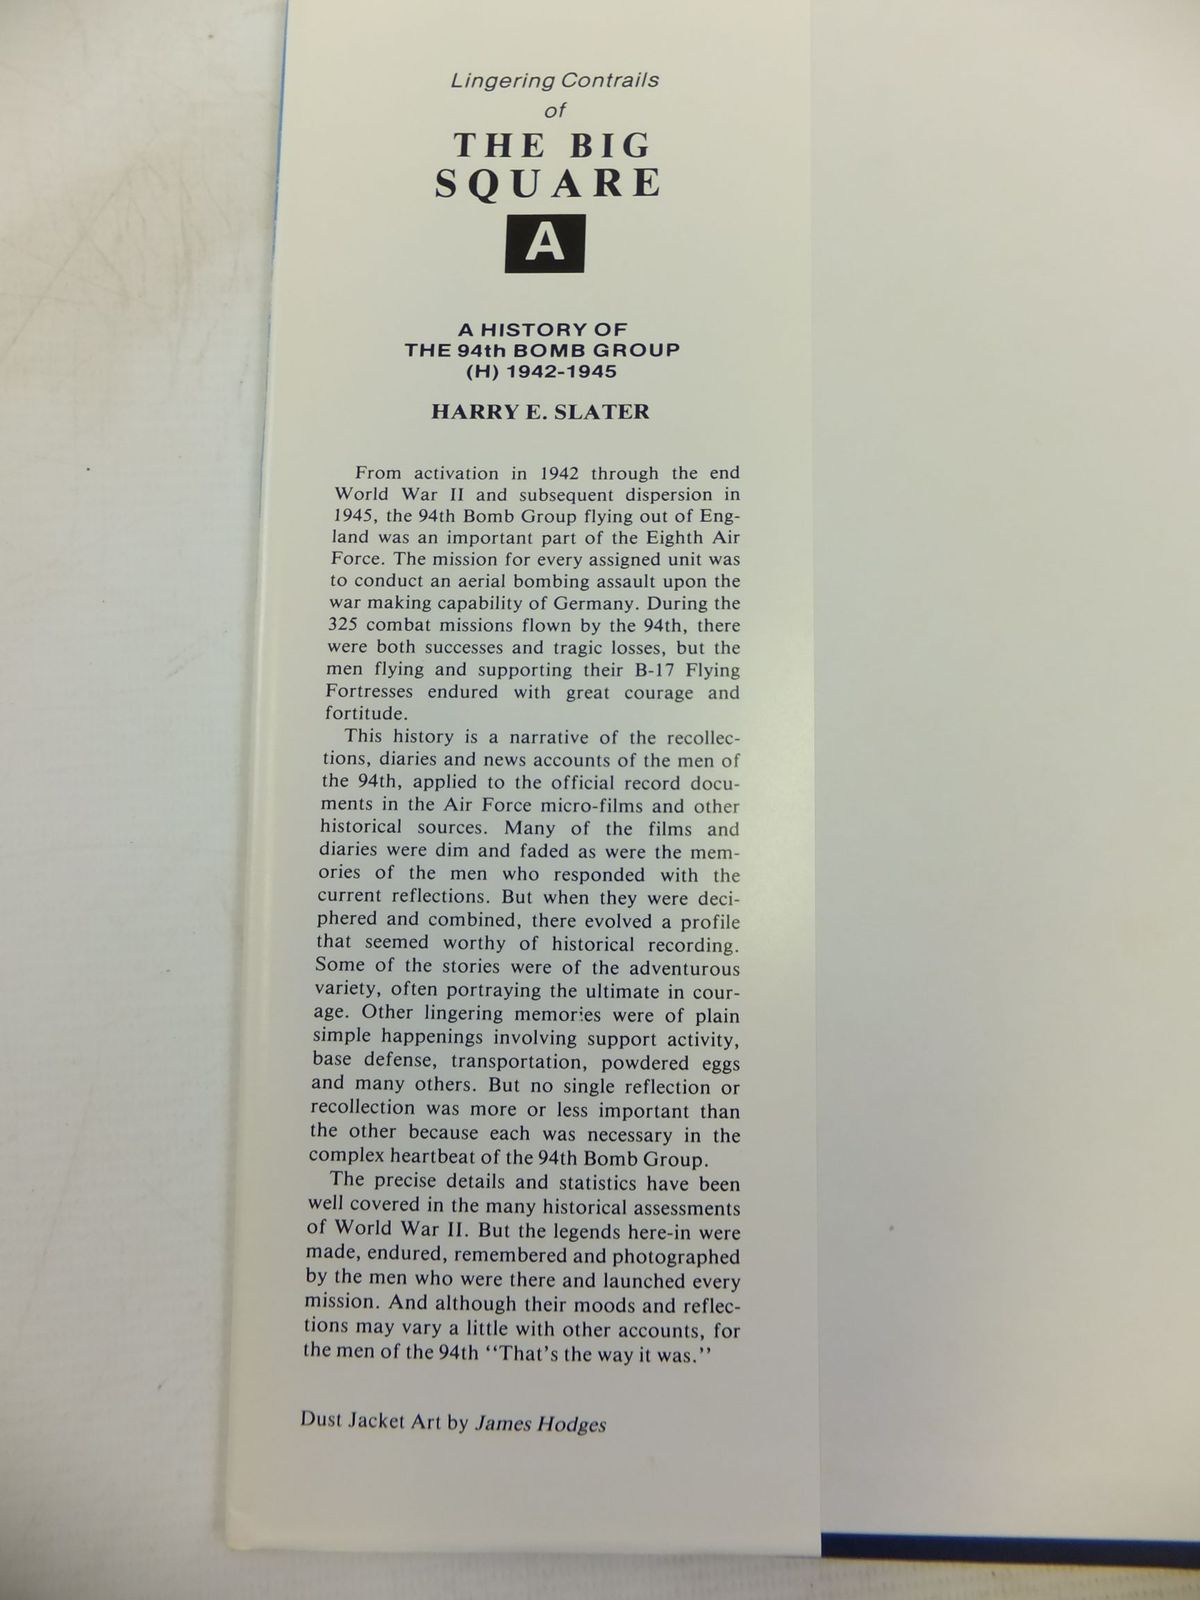 Lingering Contrails
of
THE BIG
SQUARE
A
A HISTORY OF
THE 94th BOMB GROUP
(H) 1942-1945
HARRY E. SLATER
From activation in 1942 through the end
World War II and subsequent dispersion in
1945, the 94th Bomb Group flying out of Eng-
land was an important part of the Eighth Air
Force. The mission for every assigned unit was
to conduct an aerial bombing assault upon the
war making capability of Germany. During the
325 combat missions flown by the 94th, there
were both successes and tragic losses, but the
men flying and supporting their B-17 Flying
Fortresses endured with great courage and
fortitude.
This history is a narrative of the recollec-
tions, diaries and news accounts of the men of
the 94th, applied to the official record docu-
ments in the Air Force micro-films and other
historical sources. Many of the films and
diaries were dim and faded as were the mem-
ories of the men who responded with the
current reflections. But when they were deci-
phered and combined, there evolved a profile
that seemed worthy of historical recording.
Some of the stories were of the adventurous
variety, often portraying the ultimate in cour-
age. Other lingering memories were of plain
simple happenings involving support activity,
base defense, transportation, powdered eggs
and many others. But no single reflection or
recollection was more or less important than
the other because each was necessary in the
complex heartbeat of the 94th Bomb Group.
The precise details and statistics have been
well covered in the many historical assessments
of World War II. But the legends here-in were
made, endured, remembered and photographed
by the men who were there and launched every
mission. And although their moods and reflec-
tions may vary a little with other accounts, for
the men of the 94th “That’s the way it was.”
Dust Jacket Art by James Hodges